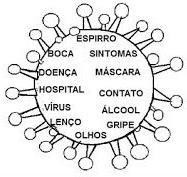 ESPIRRO
BOCA SINTOMAS
DOENÇA MÁSCARA
HOSPITAL CONTATO
VÍRUS ÁLCOOL
LENÇO GRIPE
OLHOS